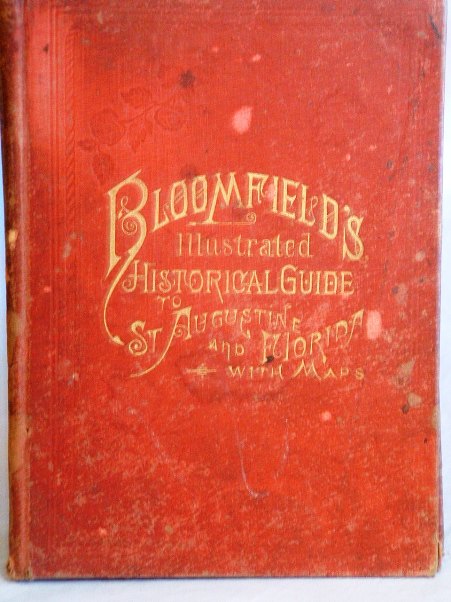 BLOOMFIELD'S
Illustrated
HISTORICAL GUIDE
TO
ST AUGUSTINE
AND FLORIDA
WITH MAPS